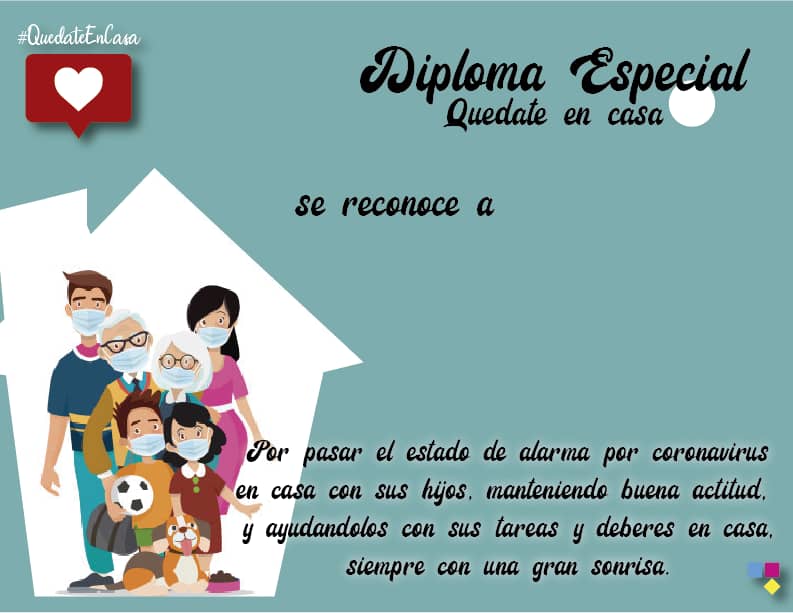 #QuedateEnCasa
Diploma Especial
Quedate en casa
se reconoce a
Por pasar el estado de alarma por coronavirus
en casa con sus hijos, manteniendo buena actitud,
y ayudandolos con sus tareas y deberes en casa,
siempre con una gran sonrisa.